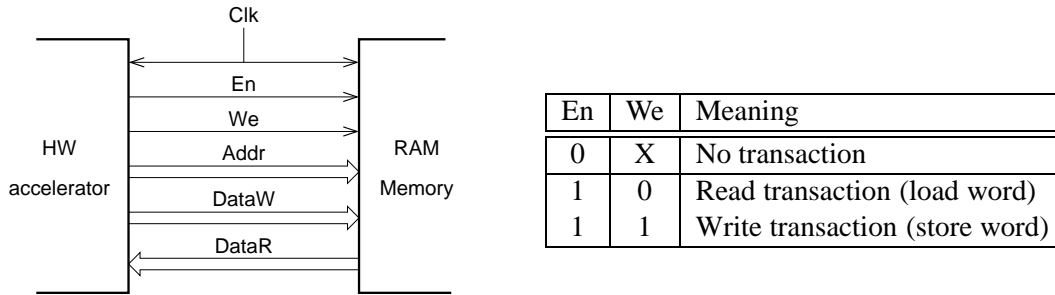 Clk
En
We
HW
accelerator
Addr
RAM
Memory
DataW
DataR
En We Meaning
0 X No transaction
1 0 Read transaction (load word)
1 1 Write transaction (store word)